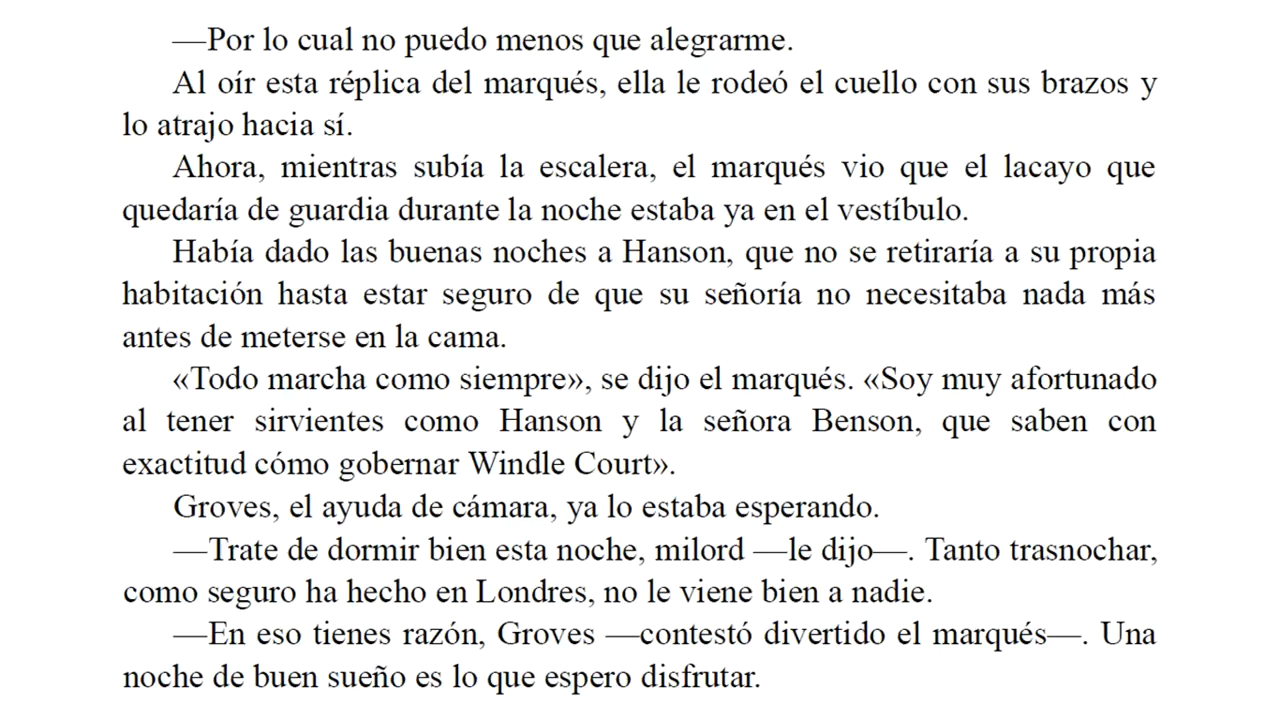 —Por lo cual no puedo menos que alegrarme.
Al oír esta réplica del marqués, ella le rodeó el cuello con sus brazos y
lo atrajo hacia sí.
Ahora, mientras subía la escalera, el marqués vio que el lacayo que
quedaría de guardia durante la noche estaba ya en el vestíbulo.
Había dado las buenas noches a Hanson, que no se retiraría a su propia
habitación hasta estar seguro de que su señoría no necesitaba nada más
antes de meterse en la cama.
«Todo marcha como siempre», se dijo el marqués. «Soy muy afortunado
al tener sirvientes como Hanson y la señora Benson, que saben con
exactitud cómo gobernar Windle Court».
Groves, el ayuda de cámara, ya lo estaba esperando.
—Trate de dormir bien esta noche, milord —le dijo—. Tanto trasnochar,
como seguro ha hecho en Londres, no le viene bien a nadie.
—En eso tienes razón, Groves —contestó divertido el marqués—. Una
noche de buen sueño es lo que espero disfrutar.